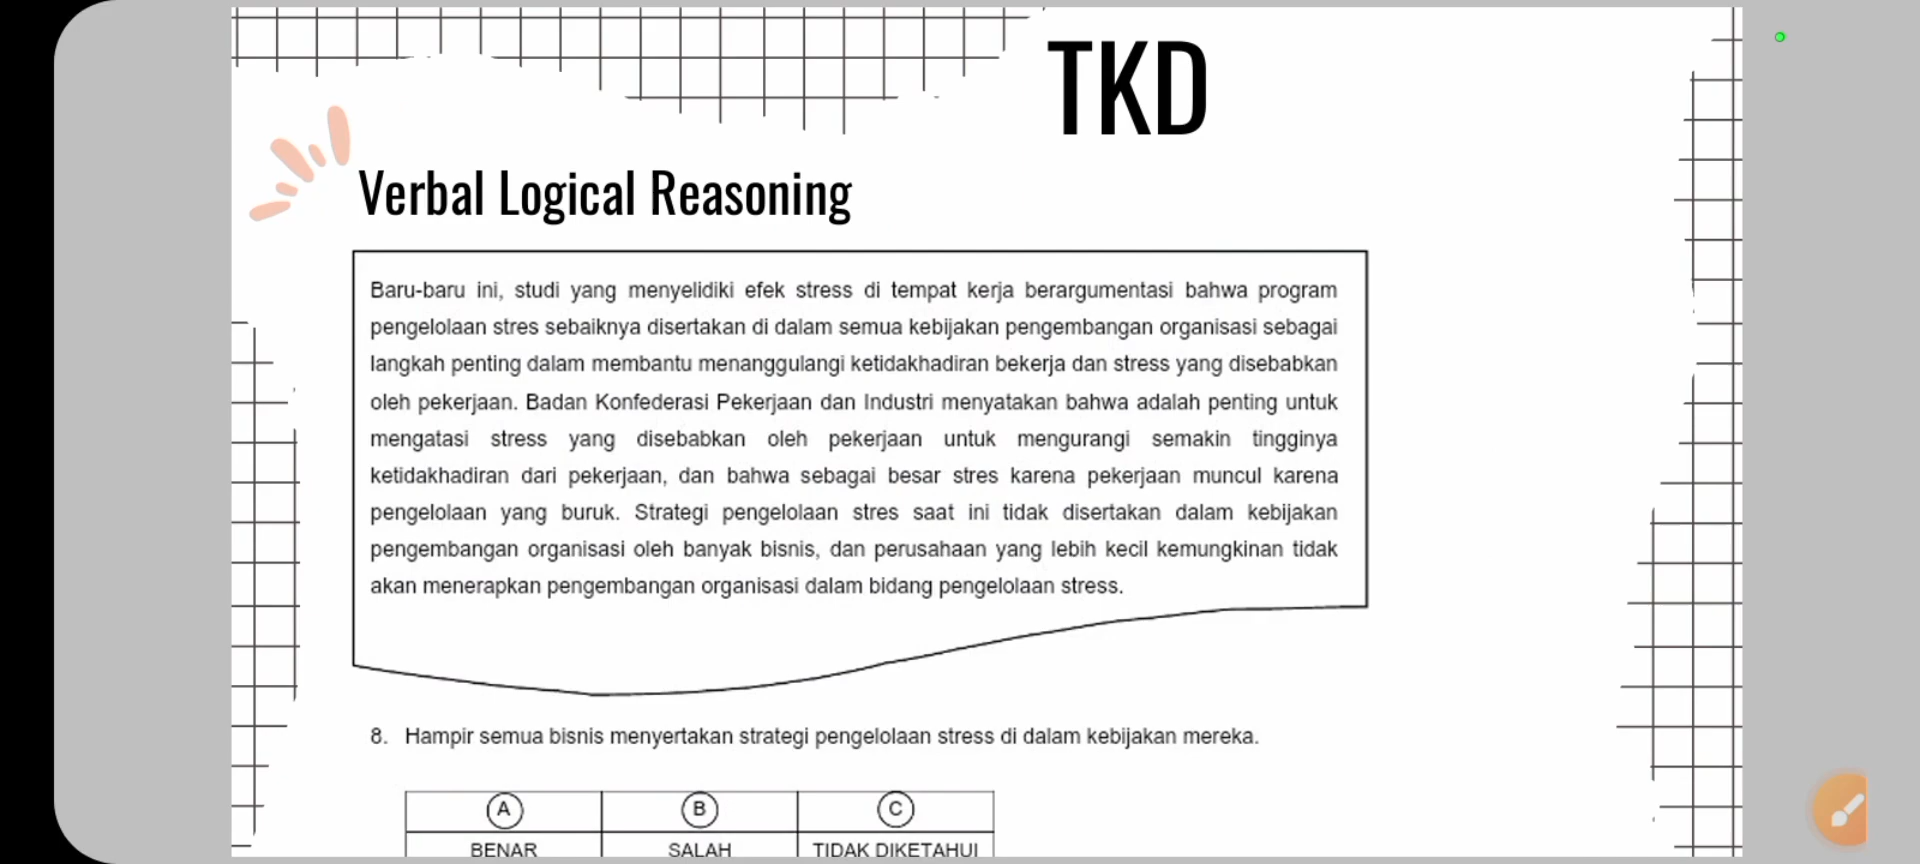 TKD
Verbal Logical Reasoning
Baru-baru ini, studi yang menyelidiki efek stress di tempat kerja berargumentasi bahwa program
pengelolaan stres sebaiknya disertakan di dalam semua kebijakan pengembangan organisasi sebagai
langkah penting dalam membantu menanggulangi ketidakhadiran bekerja dan stress yang disebabkan
oleh pekerjaan. Badan Konfederasi Pekerjaan dan Industri menyatakan bahwa adalah penting untuk
mengatasi stress yang disebabkan oleh pekerjaan untuk mengurangi semakin tingginya
ketidakhadiran dari pekerjaan, dan bahwa sebagai besar stres karena pekerjaan muncul karena
pengelolaan yang buruk. Strategi pengelolaan stres saat ini tidak disertakan dalam kebijakan
pengembangan organisasi oleh banyak bisnis, dan perusahaan yang lebih kecil kemungkinan tidak
akan menerapkan pengembangan organisasi dalam bidang pengelolaan stress.
8. Hampir semua bisnis menyertakan strategi pengelolaan stress di dalam kebijakan mereka.
A B C
BENAR SALAH TIDAK DIKETAHUI